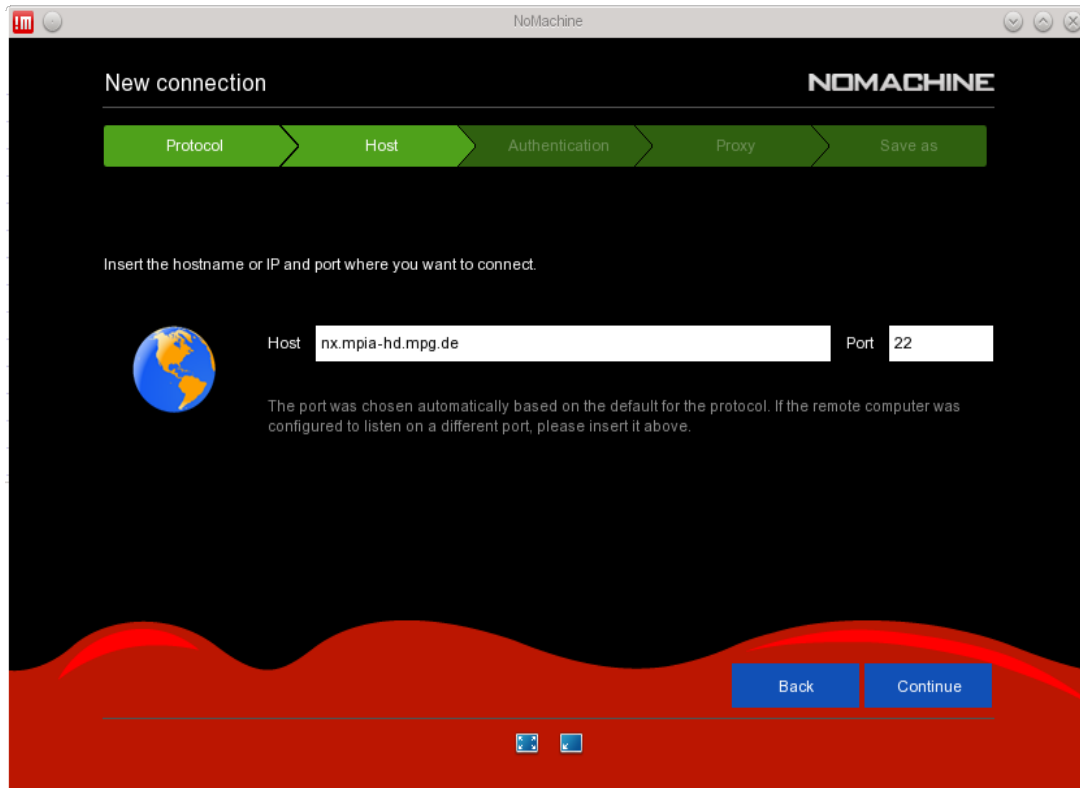 !m
NoMachine
New connection
NOMACHINE
Protocol
Host
Authentication
Proxy
Save as
Insert the hostname or IP and port where you want to connect.
Host
nx.mpia-hd.mpg.de
Port
22
The port was chosen automatically based on the default for the protocol. If the remote computer was
configured to listen on a different port, please insert it above.
Back
Continue